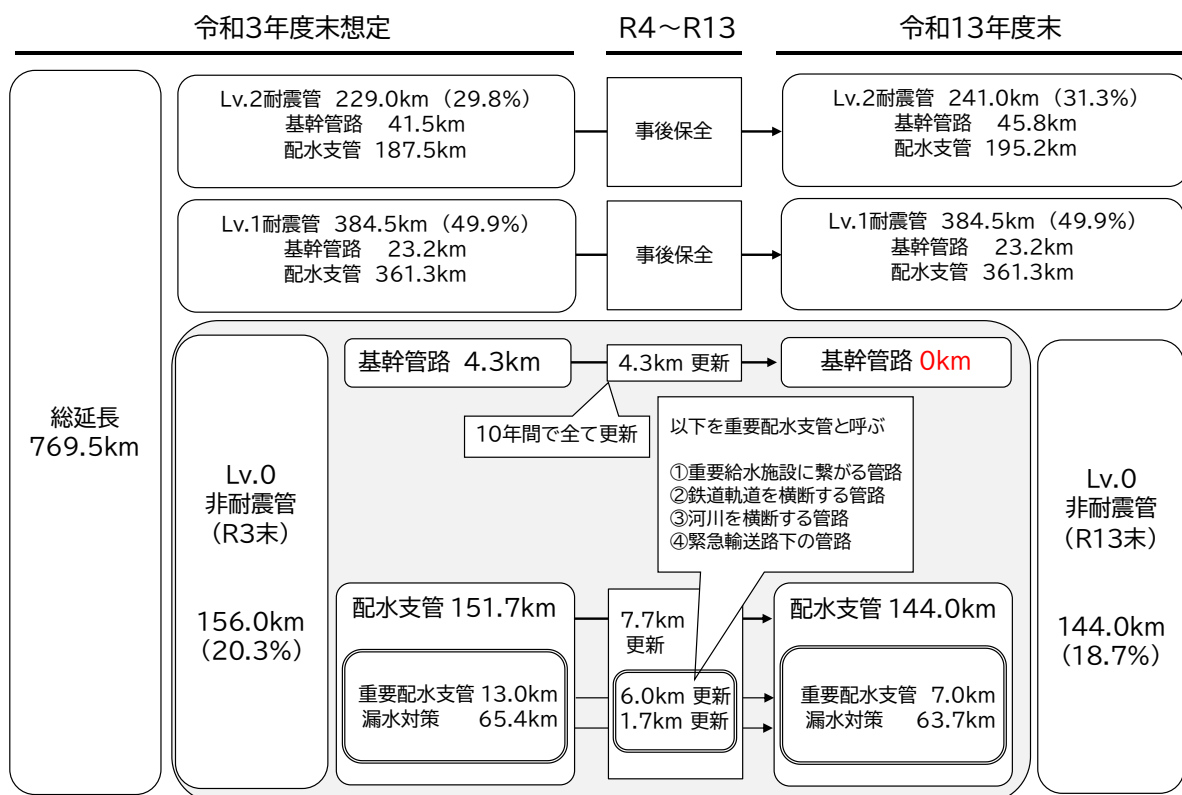 令和3年度末想定
R4～R13
令和13年度末
総延長
769.5km
Lv.2耐震管 229.0km（29.8%）
基幹管路 41.5km
配水支管 187.5km
事後保全
Lv.2耐震管 241.0km（31.3%）
基幹管路 45.8km
配水支管 195.2km
Lv.1耐震管 384.5km（49.9%）
基幹管路 23.2km
配水支管 361.3km
事後保全
Lv.1耐震管 384.5km（49.9%）
基幹管路 23.2km
配水支管 361.3km
Lv.0
非耐震管
（R3末）
156.0km
（20.3%）
基幹管路 4.3km
4.3km 更新
基幹管路 0km
10年間で全て更新
以下を重要配水支管と呼ぶ
①重要給水施設に繋がる管路
②鉄道軌道を横断する管路
③河川を横断する管路
④緊急輸送路下の管路
配水支管 151.7km
7.7km
更新
配水支管 144.0km
重要配水支管 13.0km
漏水対策 65.4km
6.0km 更新
1.7km 更新
重要配水支管 7.0km
漏水対策 63.7km
Lv.0
非耐震管
（R13末）
144.0km
（18.7%）